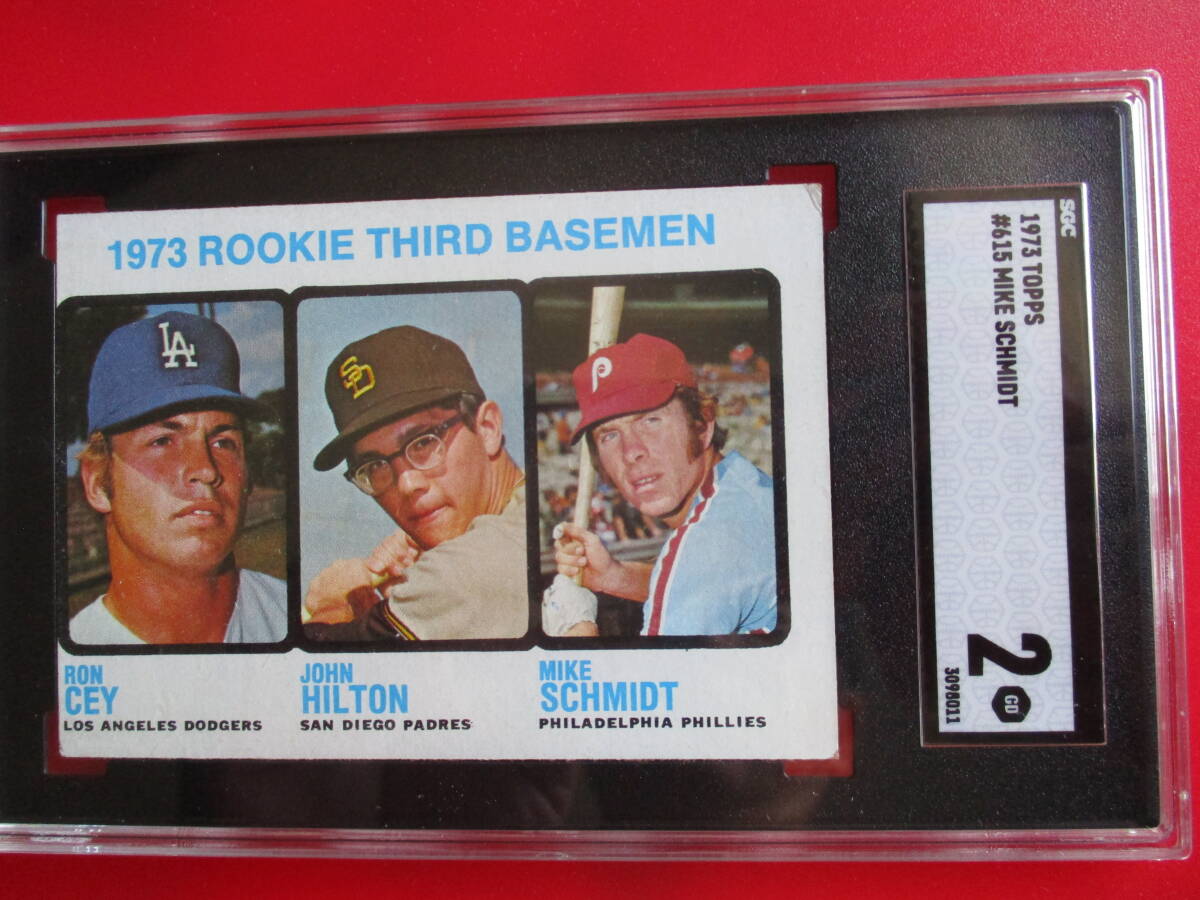 1973 ROOKIE THIRD BASEMEN
LA
SD
P
RON
CEY
LOS ANGELES DODGERS
JOHN
HILTON
SAN DIEGO PADRES
MIKE
SCHMIDT
PHILADELPHIA PHILLIES
SGC
1973 TOPPS
#615 MIKE SCHMIDT
2
GD
3098011